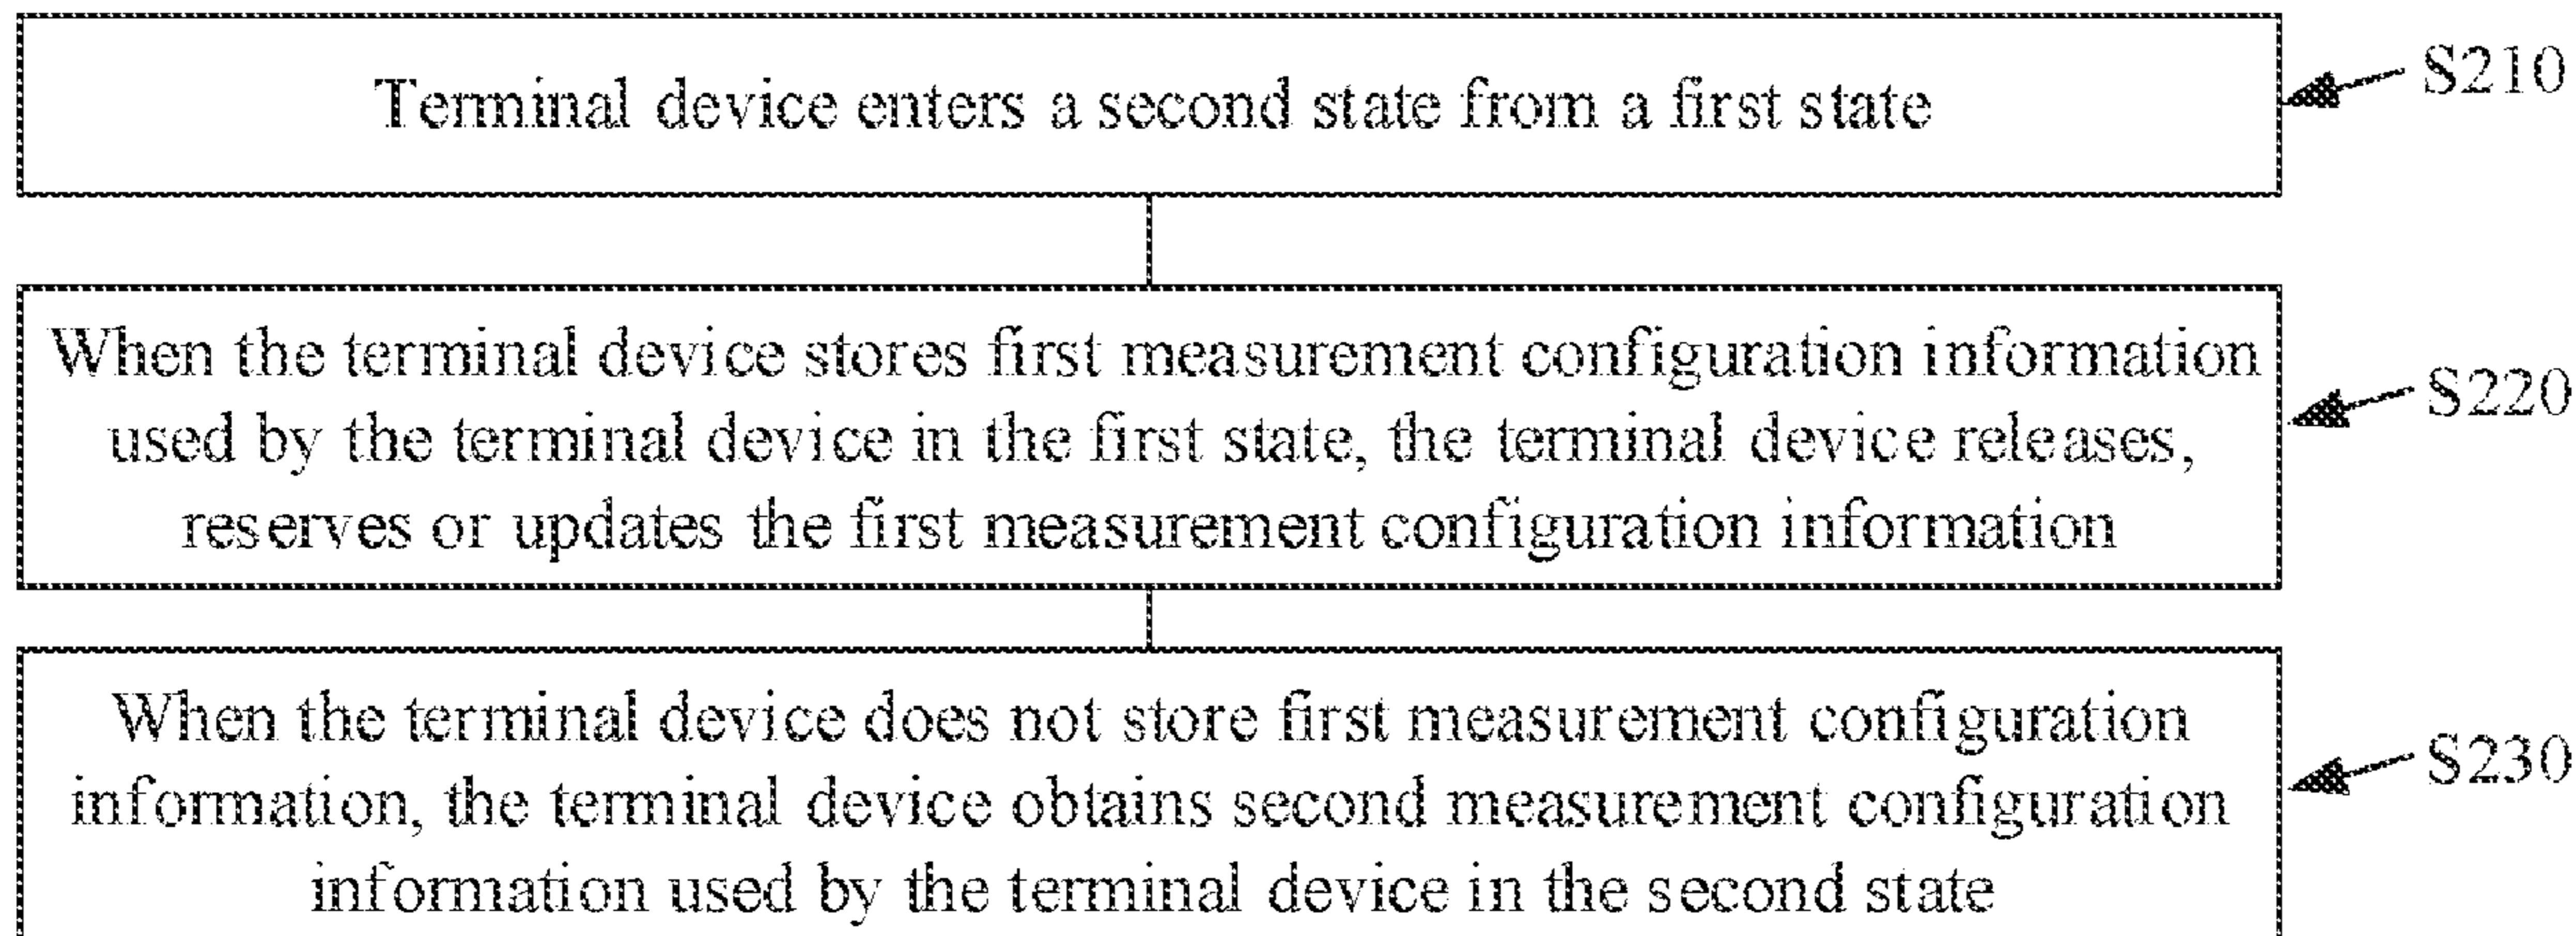 Terminal device enters a second state from a first state
S210
When the terminal device stores first measurement configuration information
used by the terminal device in the first state, the terminal device releases,
reserves or updates the first measurement configuration information
S220
When the terminal device does not store first measurement configuration
information, the terminal device obtains second measurement configuration
information used by the terminal device in the second state
S230